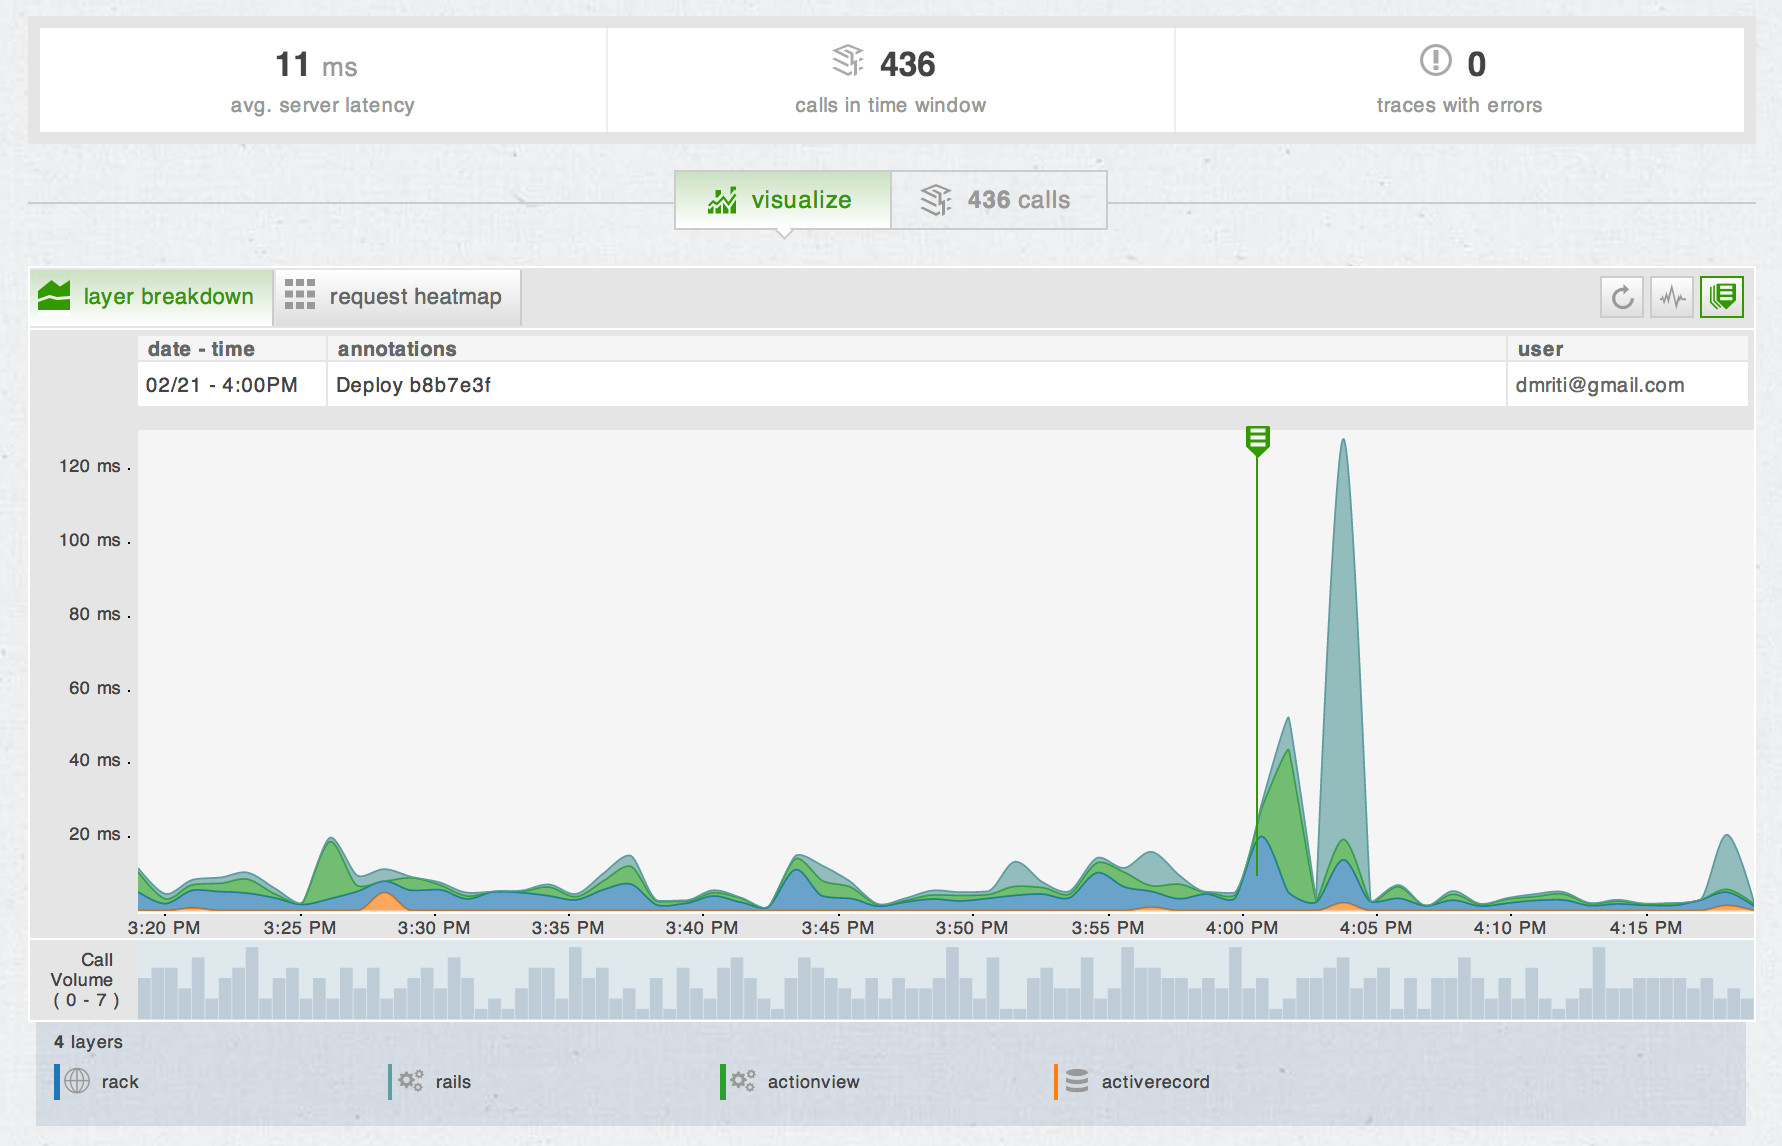 11 ms
avg. server latency
436
calls in time window
0
traces with errors
visualize
436 calls
layer breakdown
request heatmap
date - time annotations user
02/21 - 4:00PM Deploy b8b7e3f dmriti@gmail.com
120 ms
100 ms
80 ms
60 ms
40 ms
20 ms
3:20 PM 3:25 PM 3:30 PM 3:35 PM 3:40 PM 3:45 PM 3:50 PM 3:55 PM 4:00 PM 4:05 PM 4:10 PM 4:15 PM
Call
Volume
( 0 - 7 )
4 layers
rack rails actionview activerecord